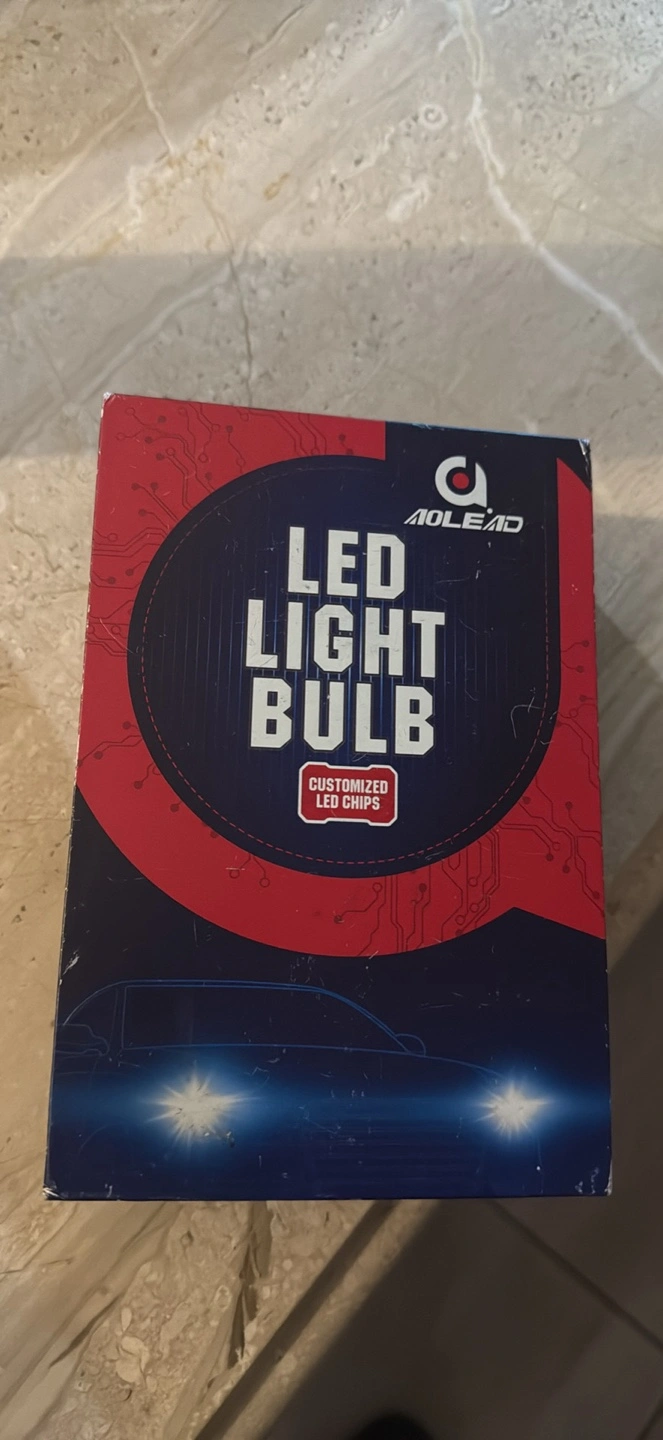 AOLEAD
LED
LIGHT
BULB
CUSTOMIZED
LED CHIPS